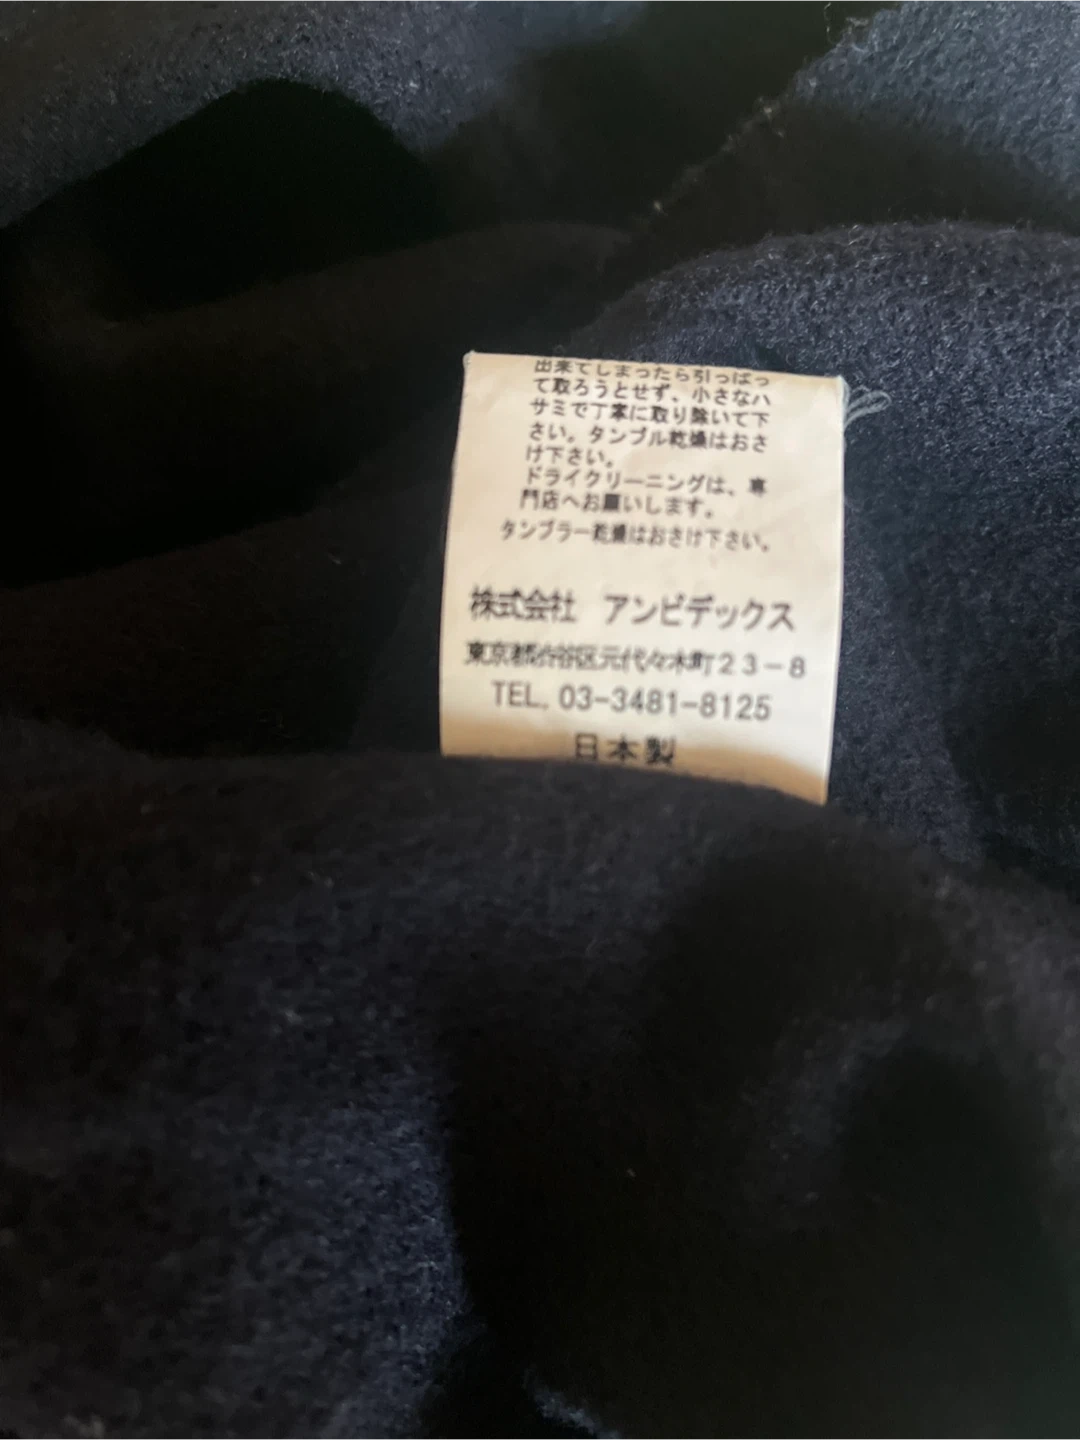 出来てしまったら引っぱっ
て取ろうとせず、小さなハ
サミで丁寧に取り除いて下
さい。タンブル乾燥はおさ
け下さい。
ドライクリーニングは、専
門店へお願いします。
タンブラー乾燥はおさけ下さい。
株式会社 アンビデックス
東京都渋谷区元代々木町23-8
TEL. 03-3481-8125
日本製